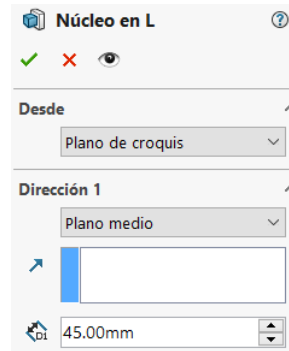 Núcleo en L
Desde
Plano de croquis
Dirección 1
Plano medio
D1 45.00mm